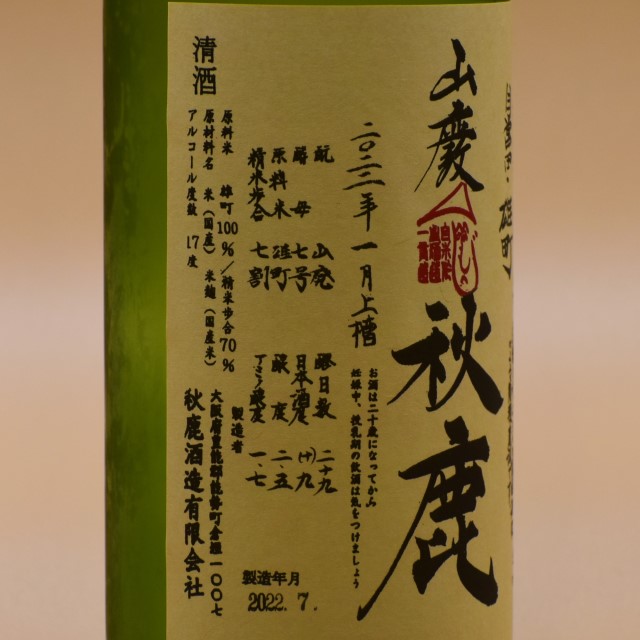 山廃
秋鹿
二〇二二年一月上槽
お酒は二十歳になってから
妊娠中、授乳期の飲酒は気をつけましょう
酛 山廃
酵母 七号
原料米 雄町
精米歩合 七割
醪日数 二十九
日本酒度 (+)九
酸度 二.五
アミノ酸度 一.七
清酒
原料米 雄町100%/精米歩合70%
原材料名 米(国産) 米麹(国産米)
アルコール度数 17度
製造者
大阪府豊能郡能勢町倉垣一〇〇七
秋鹿酒造有限会社
製造年月
2022. 7.